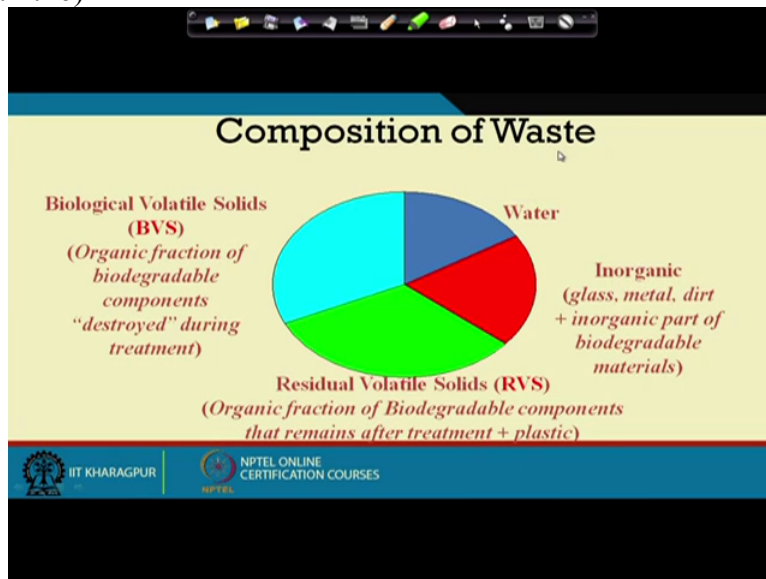 Composition of Waste
Biological Volatile Solids
(BVS)
(Organic fraction of
biodegradable
components
“destroyed” during
treatment)
Water
Inorganic
(glass, metal, dirt
+ inorganic part of
biodegradable
materials)
Residual Volatile Solids (RVS)
(Organic fraction of Biodegradable components
that remains after treatment + plastic)
IIT KHARAGPUR
NPTEL
NPTEL ONLINE
CERTIFICATION COURSES